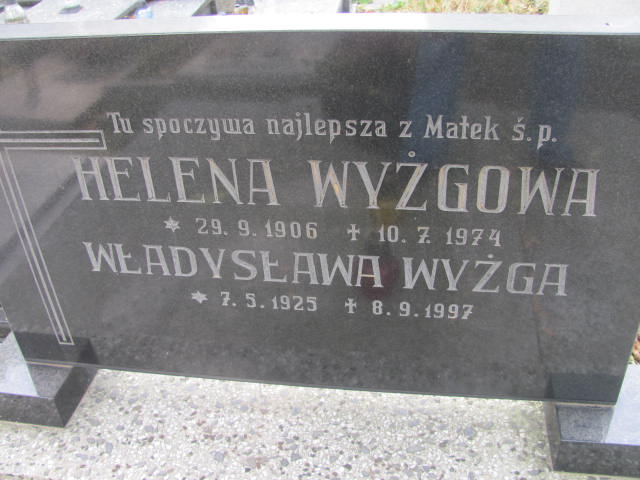 Tu spoczywa najlepsza z Matek ś.p.
HELENA WYŻGOWA
* 29.9.1906 ✝ 10.7.1974
WŁADYSŁAWA WYŻGA
* 7.5.1925 ✝ 8.9.1997